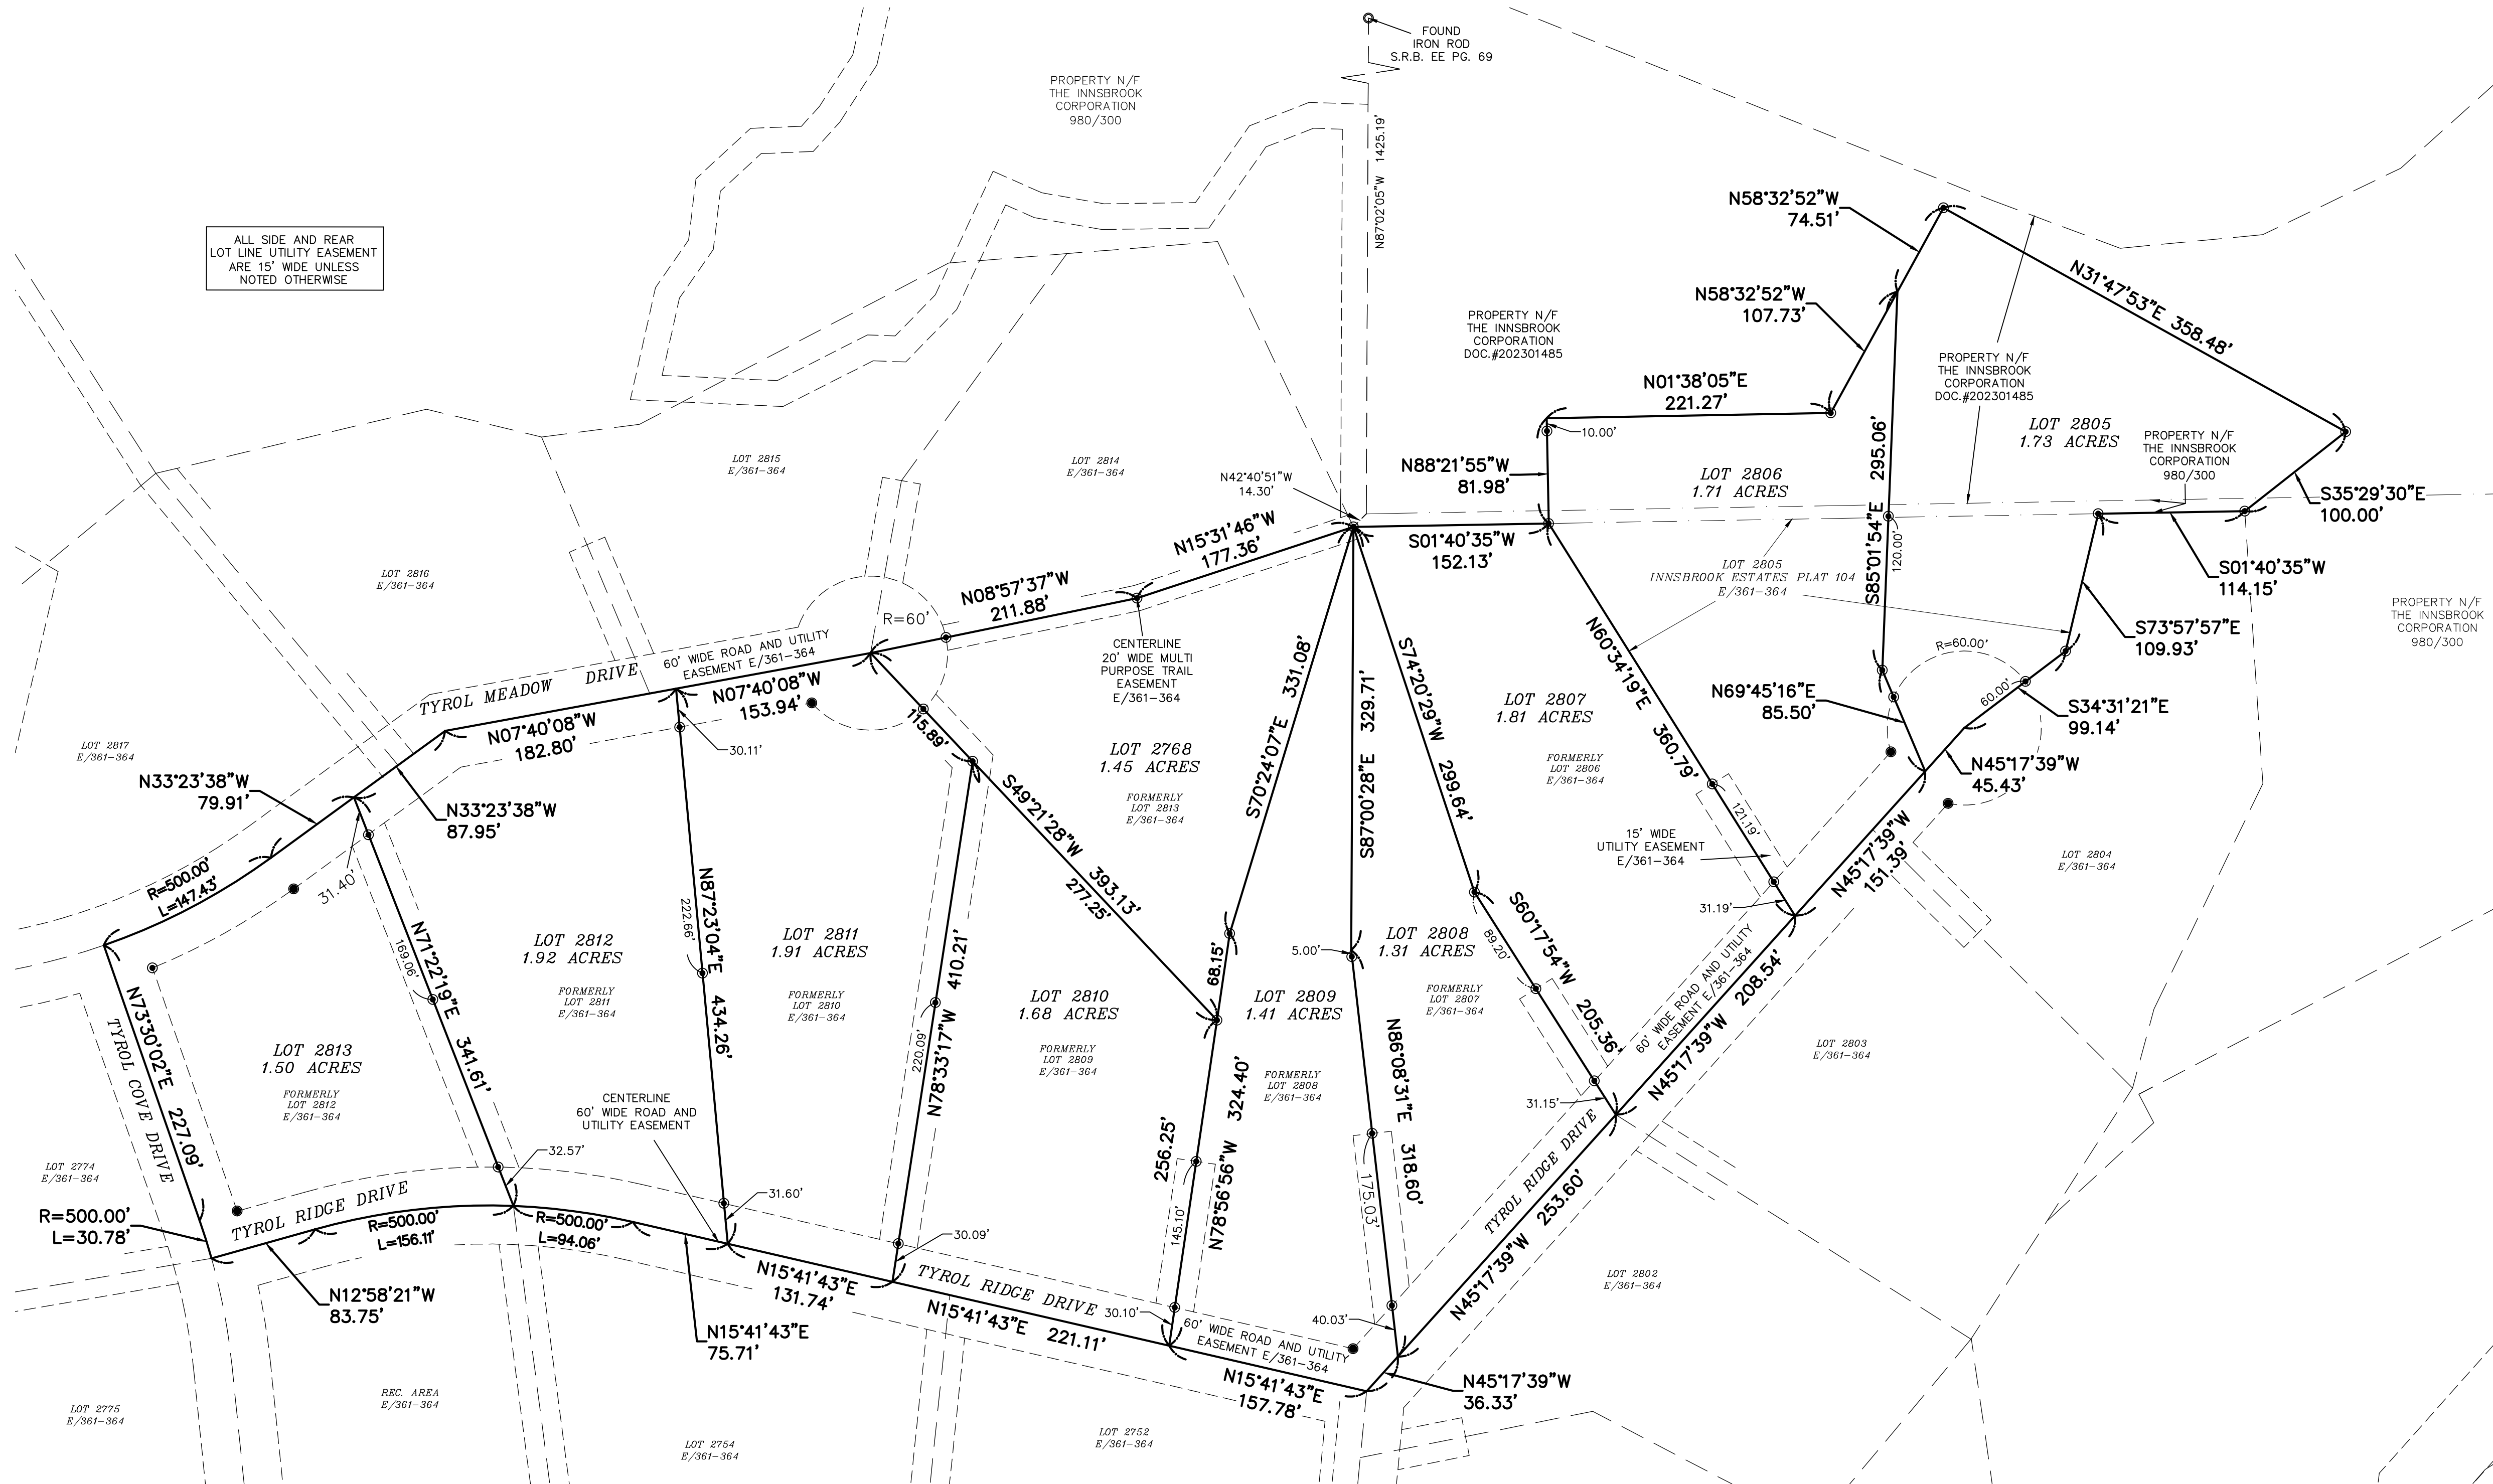 FOUND
IRON ROD
S.R.B. EE PG. 69
PROPERTY N/F
THE INNSBROOK
CORPORATION
980/300
N87°02'05"W 1425.19'
ALL SIDE AND REAR
LOT LINE UTILITY EASEMENT
ARE 15' WIDE UNLESS
NOTED OTHERWISE
N58°32'52"W
74.51'
N58°32'52"W
107.73'
N31°47'53"E 358.48'
PROPERTY N/F
THE INNSBROOK
CORPORATION
DOC.#202301485
PROPERTY N/F
THE INNSBROOK
CORPORATION
DOC.#202301485
N01°38'05"E
221.27'
10.00'
LOT 2805
1.73 ACRES
PROPERTY N/F
THE INNSBROOK
CORPORATION
980/300
LOT 2815
E/361-364
LOT 2814
E/361-364
N42°40'51"W
14.30'
N88°21'55"W
81.98'
LOT 2806
1.71 ACRES
S85°01'54"E 295.06'
120.00'
S35°29'30"E
100.00'
N15°31'46"W
177.36'
S01°40'35"W
152.13'
LOT 2805
INNSBROOK ESTATES PLAT 104
E/361-364
S01°40'35"W
114.15'
LOT 2816
E/361-364
N08°57'37"W
211.88'
R=60'
PROPERTY N/F
THE INNSBROOK
CORPORATION
980/300
S73°57'57"E
109.93'
R=60.00'
60.00'
60' WIDE ROAD AND UTILITY
EASEMENT E/361-364
TYROL MEADOW DRIVE
CENTERLINE
20' WIDE MULTI
PURPOSE TRAIL
EASEMENT
E/361-364
N07°40'08"W
153.94'
N07°40'08"W
182.80'
30.11'
115.89'
S70°24'07"E 331.08'
S87°00'28"E 329.71'
S74°20'29"W 299.64'
LOT 2807
1.81 ACRES
FORMERLY
LOT 2806
E/361-364
N60°34'19"E 360.79'
N69°45'16"E
85.50'
S34°31'21"E
99.14'
N45°17'39"W
45.43'
LOT 2817
E/361-364
N33°23'38"W
79.91'
N33°23'38"W
87.95'
LOT 2768
1.45 ACRES
FORMERLY
LOT 2813
E/361-364
121.19'
15' WIDE
UTILITY EASEMENT
E/361-364
N45°17'39"W
151.39'
LOT 2804
E/361-364
R=500.00'
L=147.43'
31.40'
S49°21'28"W 393.13'
277.25'
31.19'
N71°22'19"E 341.61'
169.06'
LOT 2812
1.92 ACRES
FORMERLY
LOT 2811
E/361-364
N87°23'04"E 434.26'
222.66'
LOT 2811
1.91 ACRES
FORMERLY
LOT 2810
E/361-364
N78°33'17"W 410.21'
220.09'
68.15'
5.00'
LOT 2808
1.31 ACRES
FORMERLY
LOT 2807
E/361-364
S60°17'54"W 205.36'
89.20'
60' WIDE ROAD AND UTILITY
EASEMENT E/361-364
N45°17'39"W 208.54'
LOT 2810
1.68 ACRES
FORMERLY
LOT 2809
E/361-364
LOT 2809
1.41 ACRES
FORMERLY
LOT 2808
E/361-364
N73°30'02"E 227.09'
TYROL COVE DRIVE
LOT 2813
1.50 ACRES
FORMERLY
LOT 2812
E/361-364
CENTERLINE
60' WIDE ROAD AND
UTILITY EASEMENT
N86°08'31"E 318.60'
175.03'
LOT 2803
E/361-364
31.15'
256.25'
N78°56'56"W 324.40'
145.10'
TYROL RIDGE DRIVE
N45°17'39"W 253.60'
LOT 2774
E/361-364
32.57'
31.60'
TYROL RIDGE DRIVE
R=500.00'
L=30.78'
R=500.00'
L=156.11'
R=500.00'
L=94.06'
30.09'
N12°58'21"W
83.75'
N15°41'43"E
75.71'
N15°41'43"E
131.74'
TYROL RIDGE DRIVE
30.10'
N15°41'43"E 221.11'
60' WIDE ROAD AND UTILITY
EASEMENT E/361-364
40.03'
LOT 2802
E/361-364
N15°41'43"E
157.78'
N45°17'39"W
36.33'
LOT 2775
E/361-364
REC. AREA
E/361-364
LOT 2754
E/361-364
LOT 2752
E/361-364